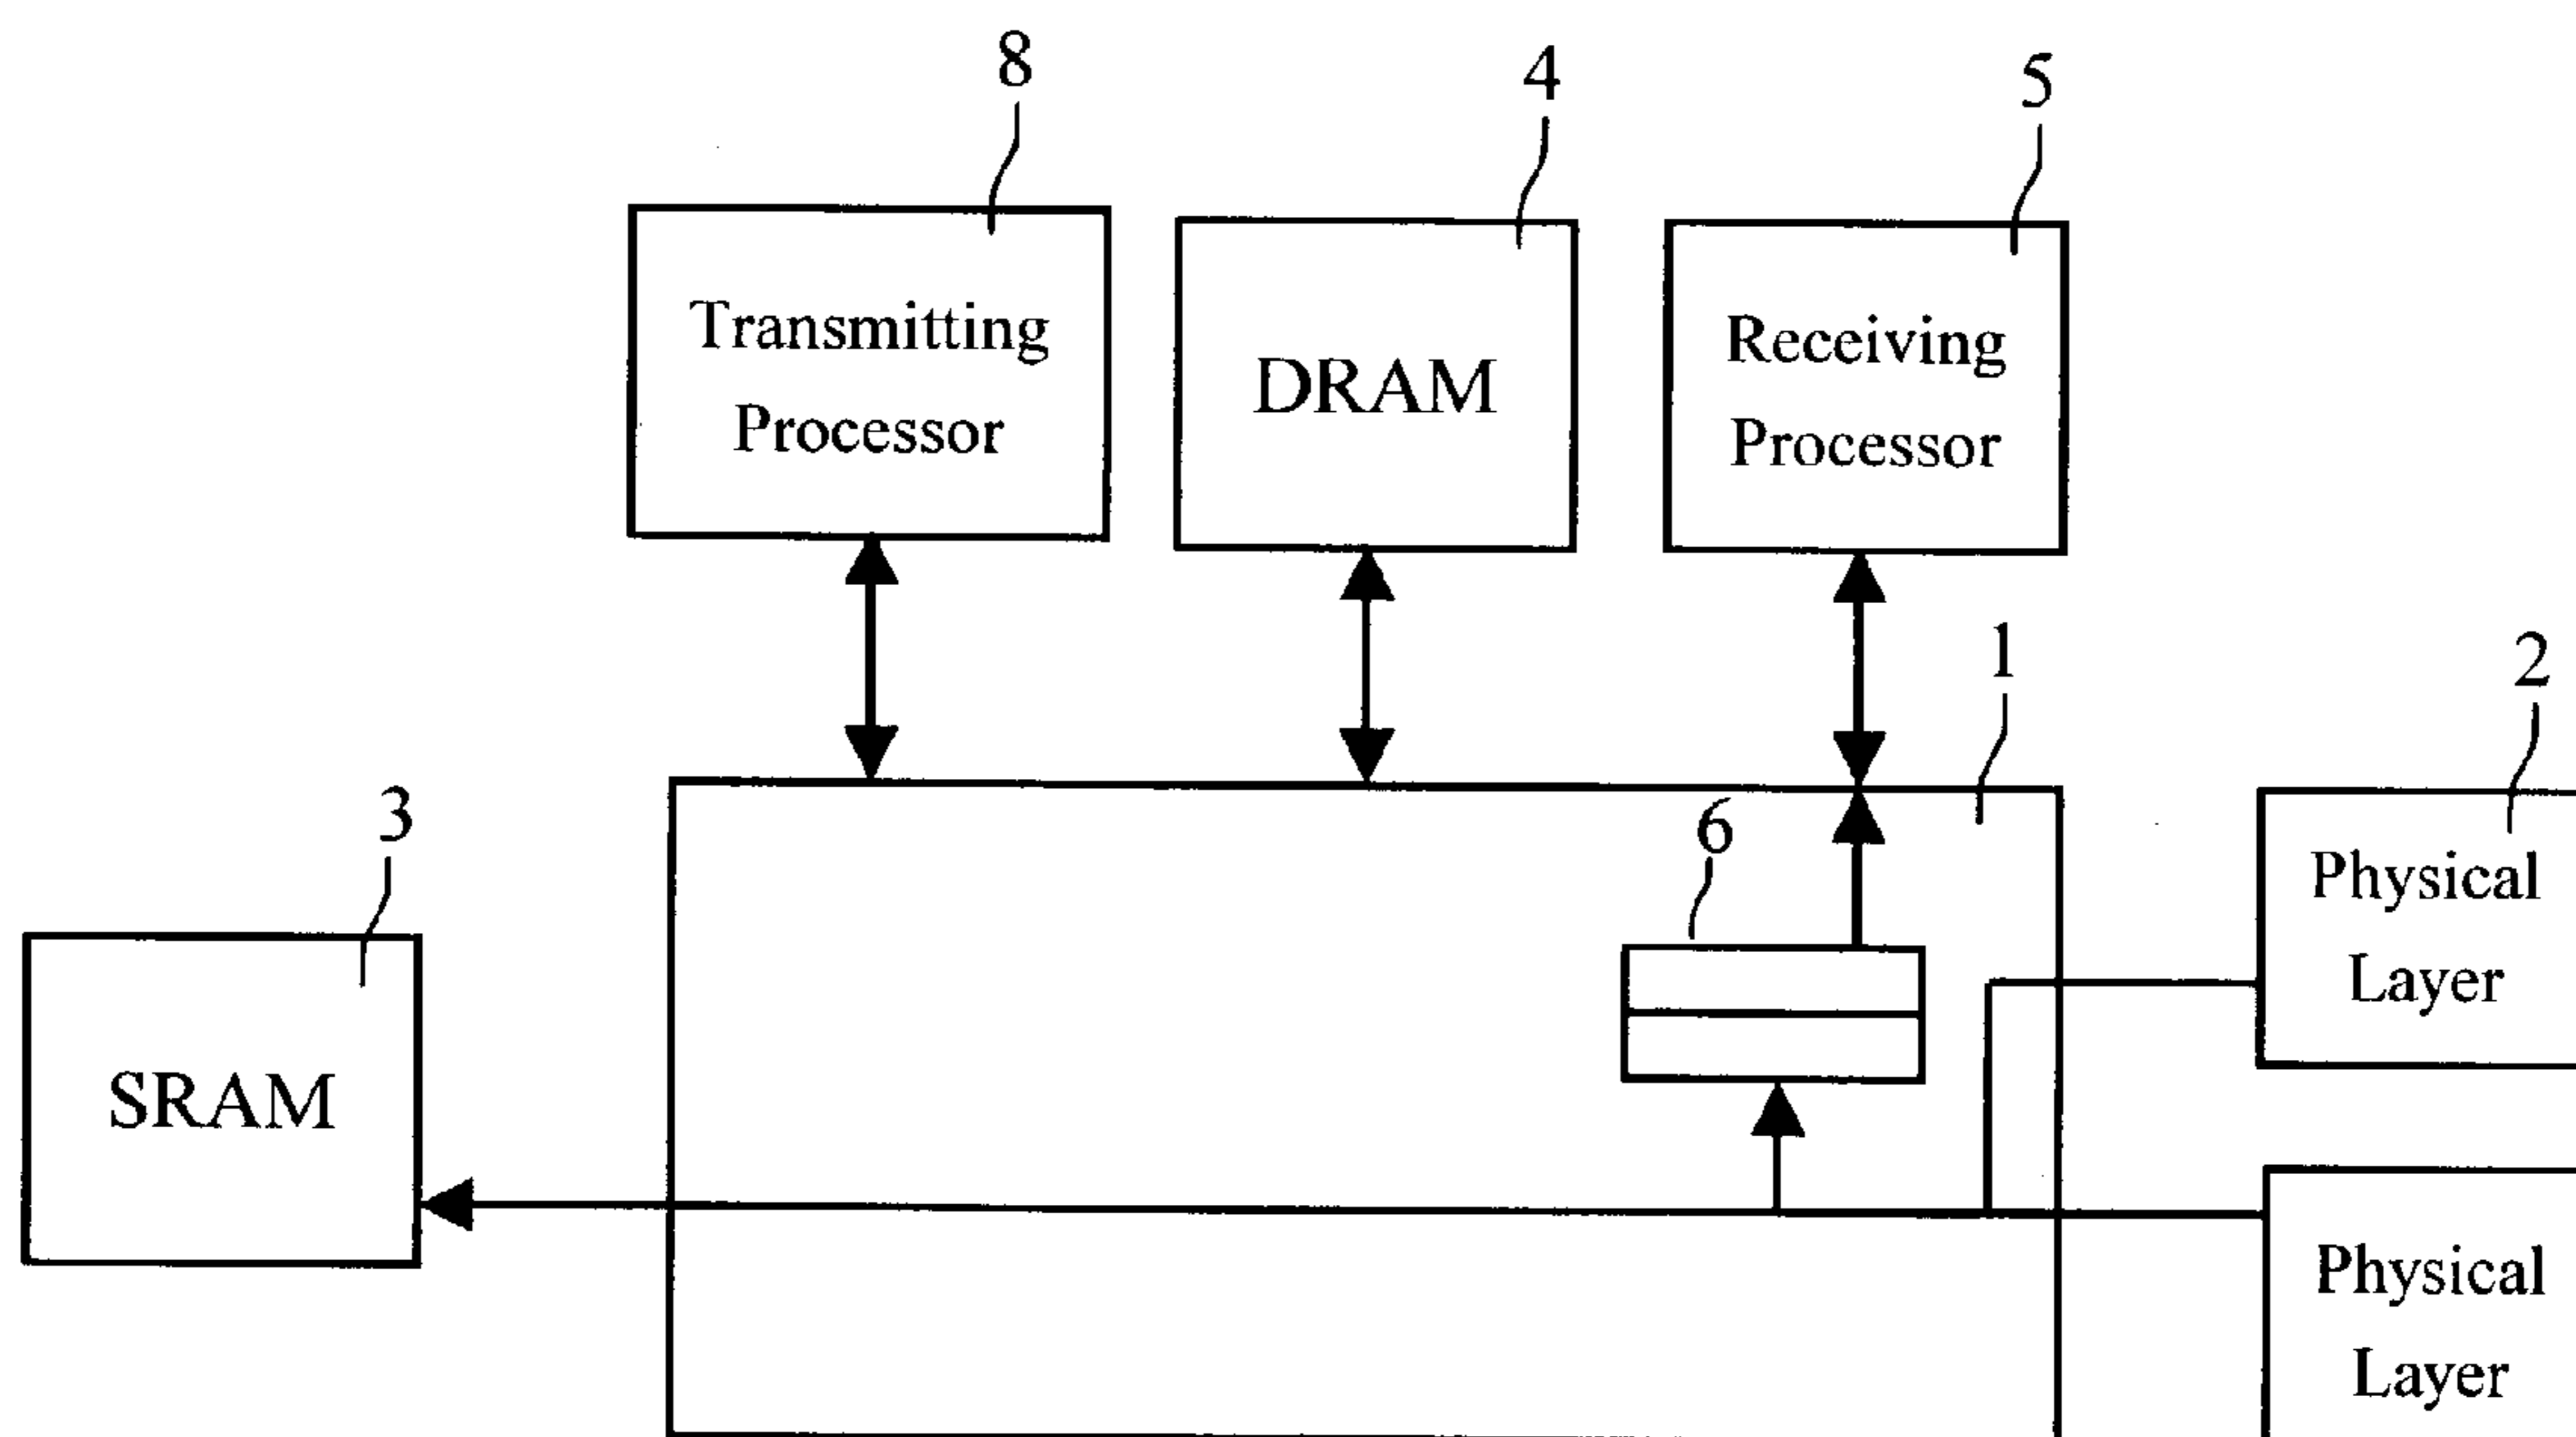 8
4
5
Transmitting
Processor
DRAM
Receiving
Processor
1
2
3
6
Physical
Layer
SRAM
Physical
Layer